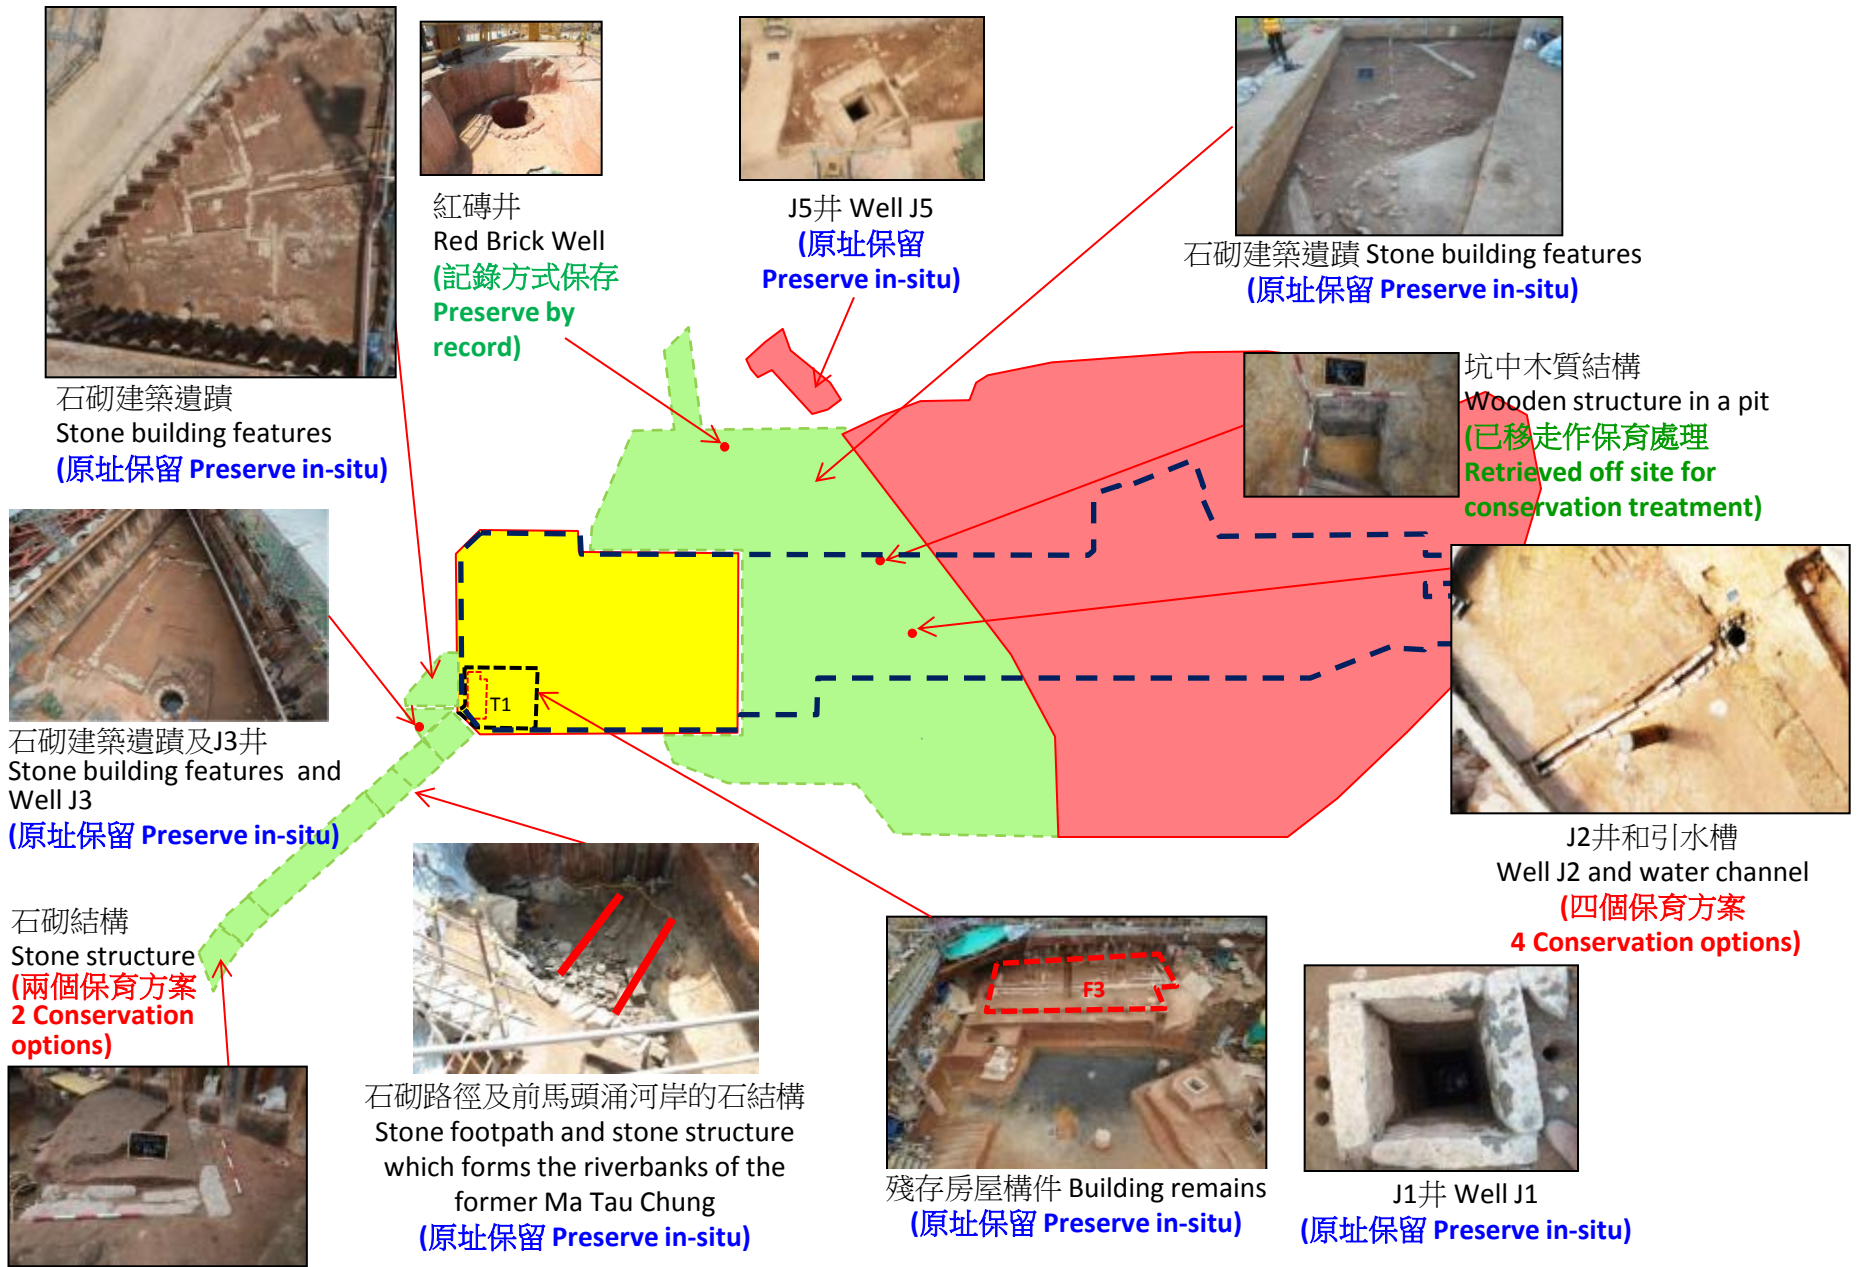 紅磚井
Red Brick Well
(記錄方式保存
Preserve by
record)
J5井 Well J5
(原址保留
Preserve in-situ)
石砌建築遺蹟 Stone building features
(原址保留 Preserve in-situ)
石砌建築遺蹟
Stone building features
(原址保留 Preserve in-situ)
坑中木質結構
Wooden structure in a pit
(已移走作保育處理
Retrieved off site for
conservation treatment)
T1
石砌建築遺蹟及J3井
Stone building features and
Well J3
(原址保留 Preserve in-situ)
J2井和引水槽
Well J2 and water channel
(四個保育方案
4 Conservation options)
石砌結構
Stone structure
(兩個保育方案
2 Conservation
options)
F3
石砌路徑及前馬頭涌河岸的石結構
Stone footpath and stone structure
which forms the riverbanks of the
former Ma Tau Chung
(原址保留 Preserve in-situ)
殘存房屋構件 Building remains
(原址保留 Preserve in-situ)
J1井 Well J1
(原址保留 Preserve in-situ)